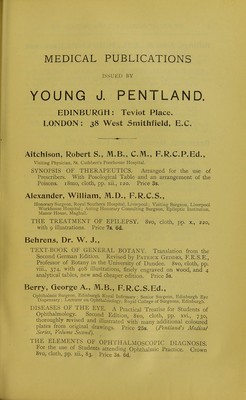 MEDICAL PUBLICATIONS
ISSUED BY
YOUNG J. PENTLAND.
EDINBURGH: Teviot Place.
LONDON: 38 West Smithfield, E.C.
Aitchison, Robert S., M.B., C.M., F.R.C.P.Ed.,
Visiting Physician, St. Cuthbert's Poorhouse Hospital.
SYNOPSIS OF THERAPEUTICS. Arranged for the use of
Prescribers. With Posological Table and an arrangement of the
Poisons. 18mo, cloth, pp. xii., 120. Price 3s.
Alexander, William, M.D., F.R.C.S.,
Honorary Surgeon, Royal Southern Hospital, Liverpool; Visiting Surgeon, Liverpool
Workhouse Hospital; Acting Honorary Consulting Surgeon, Epileptic Institution,
Manor House, Maghull.
THE TREATMENT OF EPILEPSY. 8vo, cloth, pp. x., 220,
with 9 illustrations. Price 7s. 6d.
Behrens, Dr. W. J.,
TEXT-BOOK OF GENERAL BOTANY. Translation from the
Second German Edition. Revised by PATRICK GEDDES, F.R.S.E.,
Professor of Botany in the University of Dundee. 8vo, cloth, pp.
viii., 374, with 408 illustrations, finely engraved on wood, and 4
analytical tables, new and cheaper edition. Price 5s.
Berry, George A., M.B., F.R.C.S.Ed.,
Ophthalmic Surgeon, Edinburgh Royal Infirmary; Senior Surgeon, Edinburgh Eye
Dispensary; Lecturer on Ophthalmology, Royal College of Surgeons, Edinburgh.
DISEASES OF THE EYE. A Practical Treatise for Students of
Ophthalmology. Second Edition, 8vo, cloth, pp. xvi., 730,
thoroughly revised and illustrated with many additional coloured
plates from original drawings. Price 25s. (Pentland's Medical
Series, Volume Second).
THE ELEMENTS OF OPHTHALMOSCOPIC DIAGNOSIS.
For the use of Students attending Ophthalmic Practice. Crown
8vo, cloth, pp. xii., 83. Price 3s. 6d.